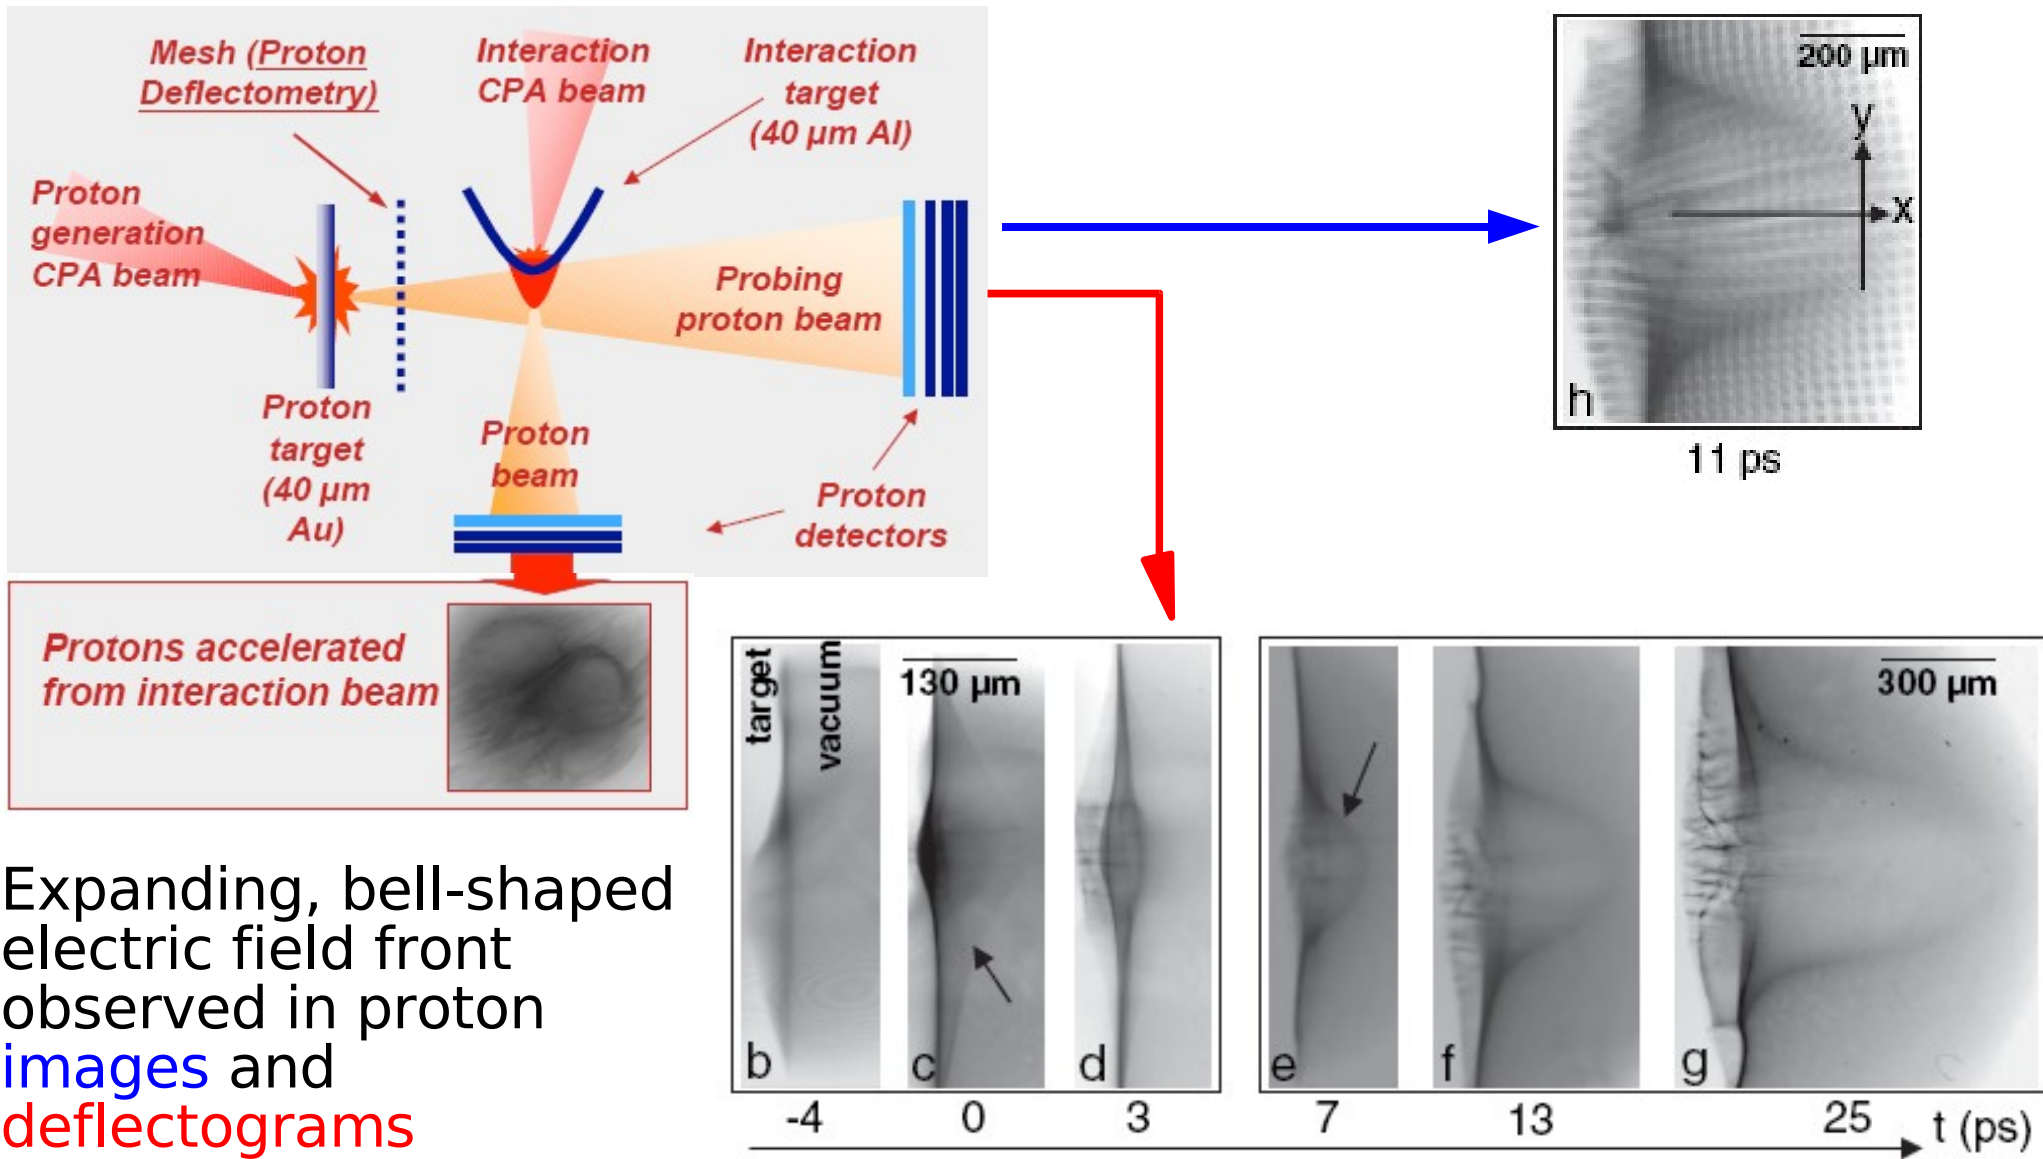 Mesh (Proton
Deflectometry)
Interaction
CPA beam
Interaction
target
(40 µm Al)
Proton
generation
CPA beam
Probing
proton beam
Proton
target
(40 µm
Au)
Proton
beam
Proton
detectors
Protons accelerated
from interaction beam
Expanding, bell-shaped
electric field front
observed in proton
images and
deflectograms
200 µm
y
x
h
11 ps
target
vacuum
130 µm
300 µm
b
c
d
e
f
g
-4
0
3
7
13
25
t (ps)